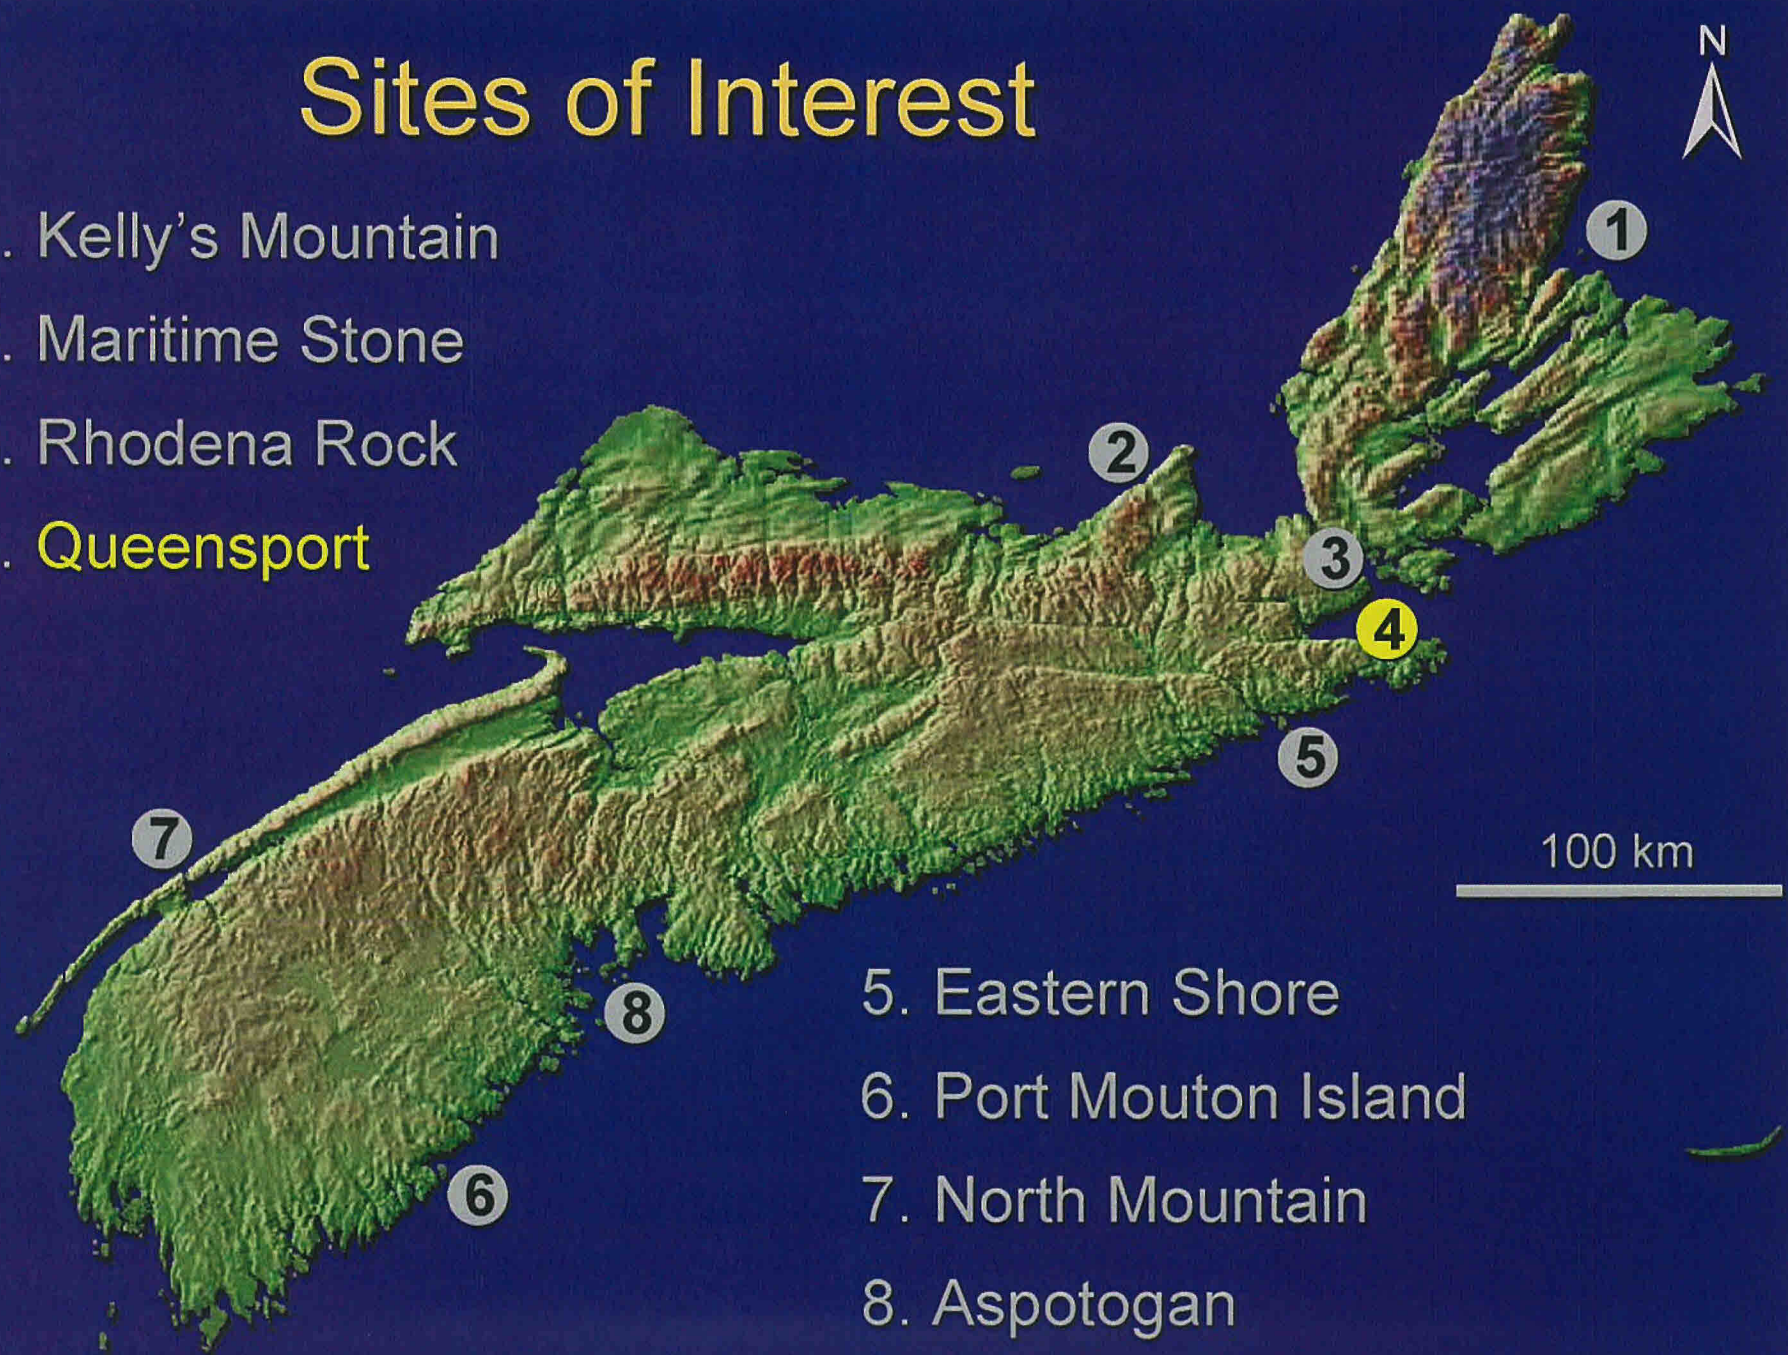 Sites of Interest
N
. Kelly's Mountain
. Maritime Stone
. Rhodena Rock
. Queensport
1
2
3
4
5
7
100 km
8
6
5. Eastern Shore
6. Port Mouton Island
7. North Mountain
8. Aspotogan